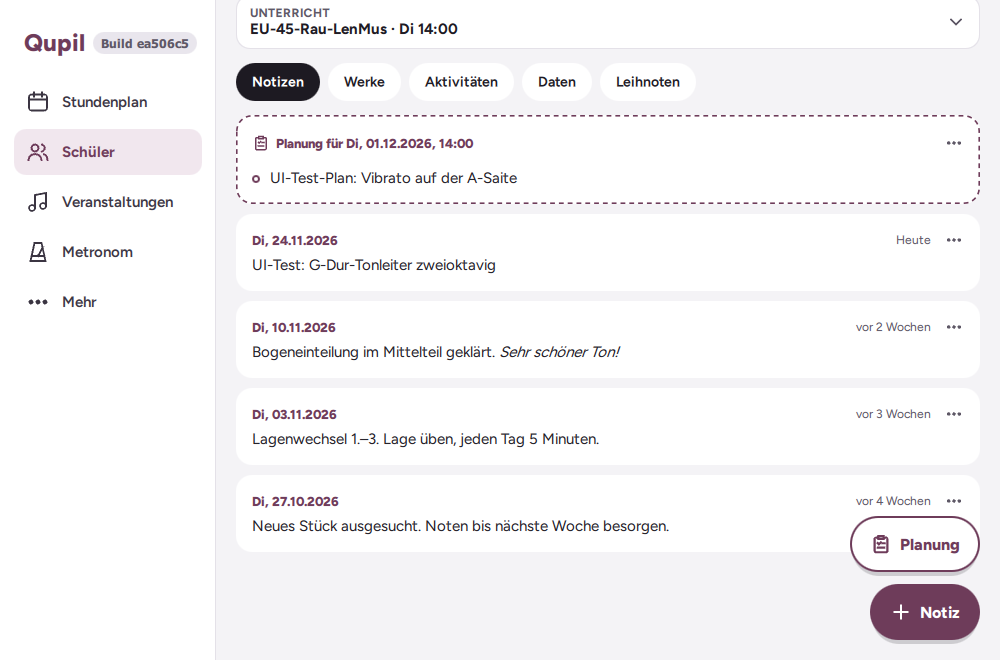 Qupil Build ea506c5
Stundenplan
Schüler
Veranstaltungen
Metronom
Mehr
UNTERRICHT
EU-45-Rau-LenMus · Di 14:00
Notizen Werke Aktivitäten Daten Leihnoten
Planung für Di, 01.12.2026, 14:00
UI-Test-Plan: Vibrato auf der A-Saite
Di, 24.11.2026 Heute
UI-Test: G-Dur-Tonleiter zweioktavig
Di, 10.11.2026 vor 2 Wochen
Bogeneinteilung im Mittelteil geklärt. Sehr schöner Ton!
Di, 03.11.2026 vor 3 Wochen
Lagenwechsel 1.–3. Lage üben, jeden Tag 5 Minuten.
Di, 27.10.2026 vor 4 Wochen
Neues Stück ausgesucht. Noten bis nächste Woche besorgen.
Planung
Notiz